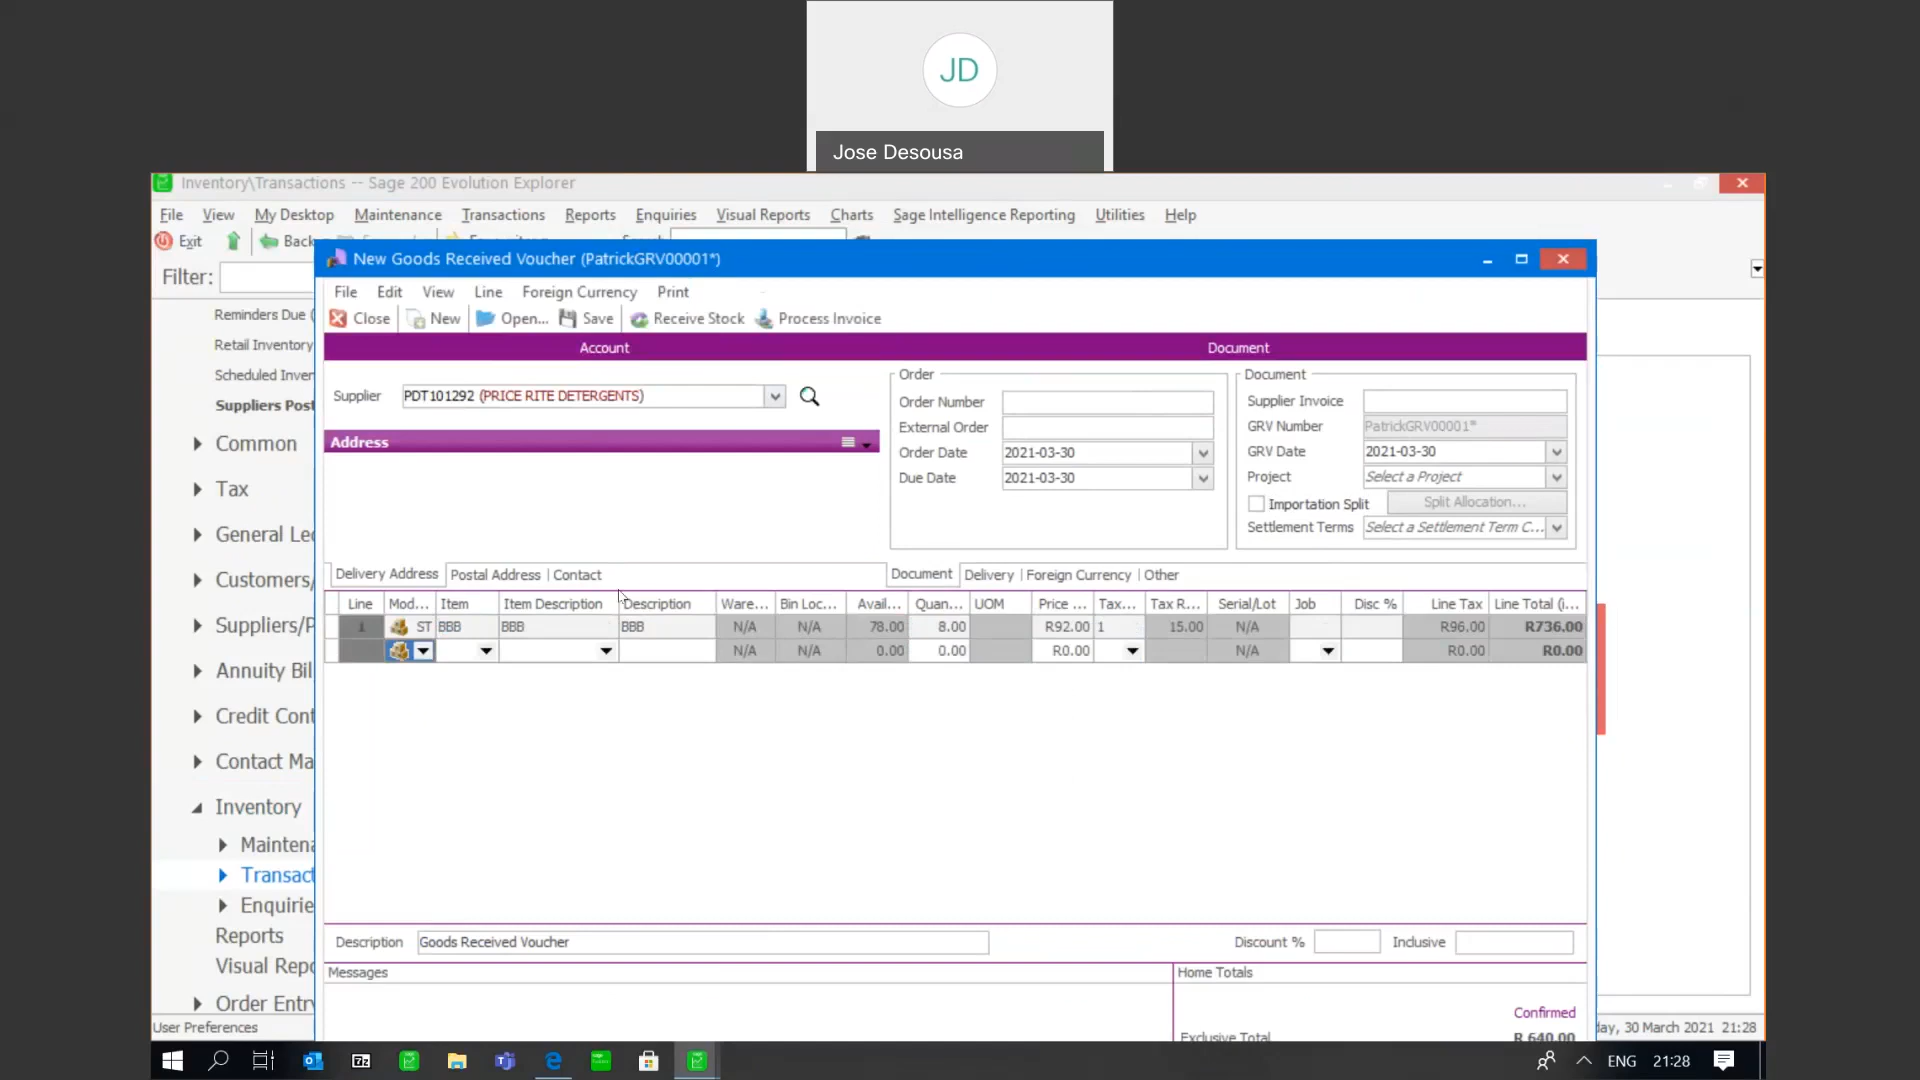 JD
Jose Desousa
Inventory\Transactions -- Sage 200 Evolution Explorer
File View My Desktop Maintenance Transactions Reports Enquiries Visual Reports Charts Sage Intelligence Reporting Utilities Help
Exit Back
Filter:
New Goods Received Voucher (PatrickGRV00001*)
File Edit View Line Foreign Currency Print
Close New Open... Save Receive Stock Process Invoice
Account Document
Supplier PDT101292 (PRICE RITE DETERGENTS)
Address
Order
Order Number
External Order
Order Date 2021-03-30
Due Date 2021-03-30
Document
Supplier Invoice
GRV Number PatrickGRV00001*
GRV Date 2021-03-30
Project Select a Project
Importation Split Split Allocation...
Settlement Terms Select a Settlement Term C...
Delivery Address Postal Address Contact
Document Delivery Foreign Currency Other
Line Mod... Item Item Description Description Ware... Bin Loc... Avail... Quan... UOM Price ... Tax... Tax R... Serial/Lot Job Disc % Line Tax Line Total (i...
1 ST BBB BBB BBB N/A N/A 78.00 8.00 R92.00 1 15.00 N/A R96.00 R736.00
N/A N/A 0.00 0.00 R0.00 N/A R0.00 R0.00
Description Goods Received Voucher Discount % Inclusive
Messages Home Totals
Confirmed
Exclusive Total R 640.00
Reminders Due (
Retail Inventory
Scheduled Inven
Suppliers Post
Common
Tax
General Led
Customers/
Suppliers/P
Annuity Bil
Credit Cont
Contact Ma
Inventory
Maintena
Transact
Enquirie
Reports
Visual Repo
Order Entry
User Preferences
day, 30 March 2021 21:28
ENG 21:28